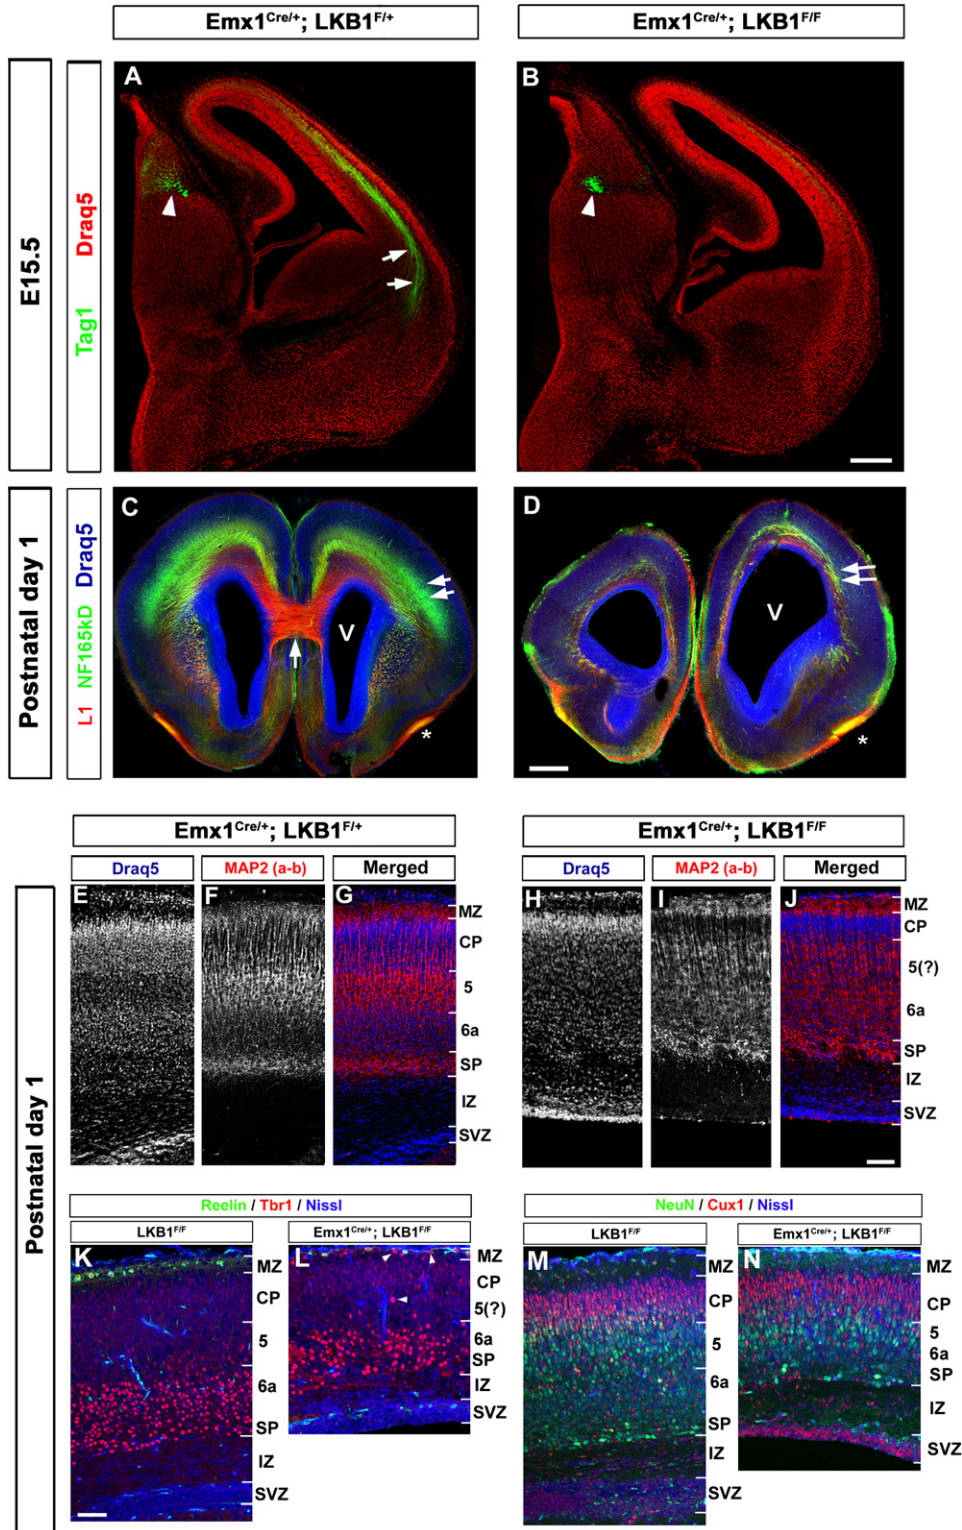 Emx1Cre/+; LKB1F/+
Emx1Cre/+; LKB1F/F
E15.5
Tag1 Draq5
A
B
Postnatal day 1
L1 NF165kD Draq5
C
V
*
D
V
*
Emx1Cre/+; LKB1F/+
Emx1Cre/+; LKB1F/F
Draq5
MAP2 (a-b)
Merged
Draq5
MAP2 (a-b)
Merged
Postnatal day 1
E
F
G
MZ
CP
5
6a
SP
IZ
SVZ
H
I
J
MZ
CP
5(?)
6a
SP
IZ
SVZ
Reelin / Tbr1 / Nissl
NeuN / Cux1 / Nissl
LKB1F/F
Emx1Cre/+; LKB1F/F
LKB1F/F
Emx1Cre/+; LKB1F/F
K
MZ
CP
5
6a
SP
IZ
SVZ
L
MZ
CP
5(?)
6a
SP
IZ
SVZ
M
MZ
CP
5
6a
SP
IZ
SVZ
N
MZ
CP
5
6a
SP
IZ
SVZ